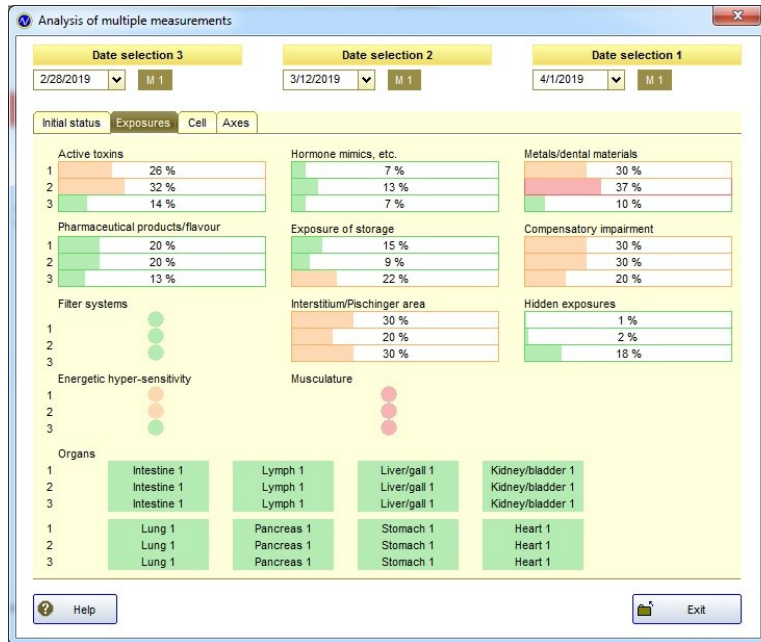 Analysis of multiple measurements
Date selection 3 Date selection 2 Date selection 1
2/28/2019 M 1 3/12/2019 M 1 4/1/2019 M 1
Initial status Exposures Cell Axes
Active toxins Hormone mimics, etc. Metals/dental materials
1 26 % 7 % 30 %
2 32 % 13 % 37 %
3 14 % 7 % 10 %
Pharmaceutical products/flavour Exposure of storage Compensatory impairment
1 20 % 15 % 30 %
2 20 % 9 % 30 %
3 13 % 22 % 20 %
Filter systems Interstitium/Pischinger area Hidden exposures
1 30 % 1 %
2 20 % 2 %
3 30 % 18 %
Energetic hyper-sensitivity Musculature
1
2
3
Organs
1 Intestine 1 Lymph 1 Liver/gall 1 Kidney/bladder 1
2 Intestine 1 Lymph 1 Liver/gall 1 Kidney/bladder 1
3 Intestine 1 Lymph 1 Liver/gall 1 Kidney/bladder 1
1 Lung 1 Pancreas 1 Stomach 1 Heart 1
2 Lung 1 Pancreas 1 Stomach 1 Heart 1
3 Lung 1 Pancreas 1 Stomach 1 Heart 1
? Help Exit